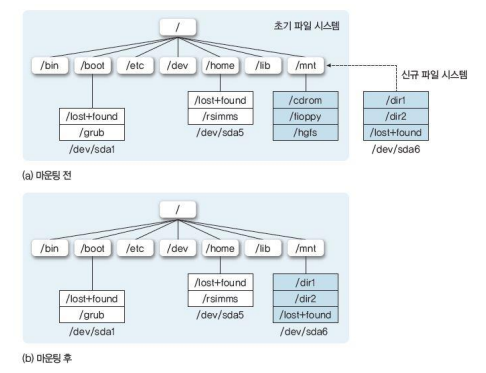 /
초기 파일 시스템
/bin /boot /etc /dev /home /lib /mnt
신규 파일 시스템
/lost+found
/grub
/dev/sda1
/lost+found
/rsimms
/dev/sda5
/cdrom
/fioppy
/hgfs
/dir1
/dir2
/lost+found
/dev/sda6
(a) 마운팅 전
/
/bin /boot /etc /dev /home /lib /mnt
/lost+found
/grub
/dev/sda1
/lost+found
/rsimms
/dev/sda5
/dir1
/dir2
/lost+found
/dev/sda6
(b) 마운팅 후